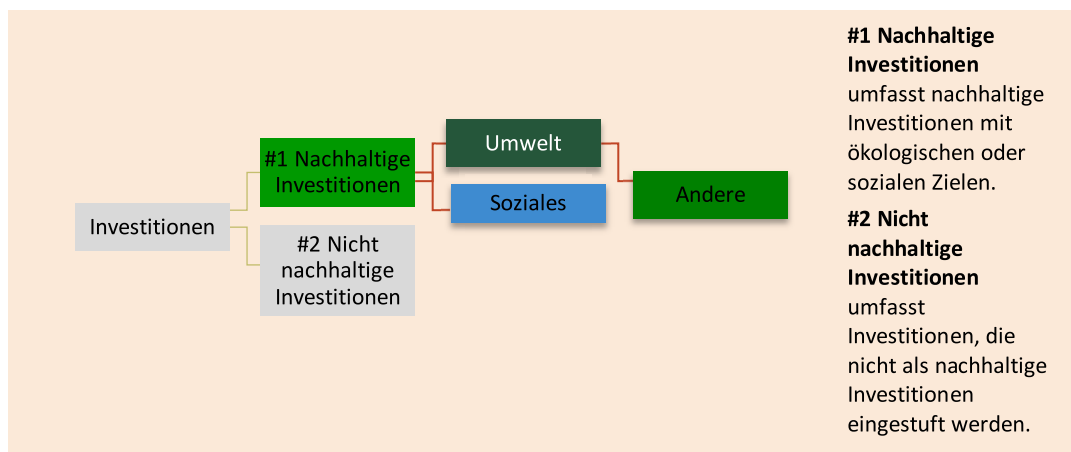 Investitionen
#1 Nachhaltige
Investitionen
#2 Nicht
nachhaltige
Investitionen
Umwelt
Soziales
Andere
#1 Nachhaltige
Investitionen
umfasst nachhaltige
Investitionen mit
ökologischen oder
sozialen Zielen.
#2 Nicht
nachhaltige
Investitionen
umfasst
Investitionen, die
nicht als nachhaltige
Investitionen
eingestuft werden.